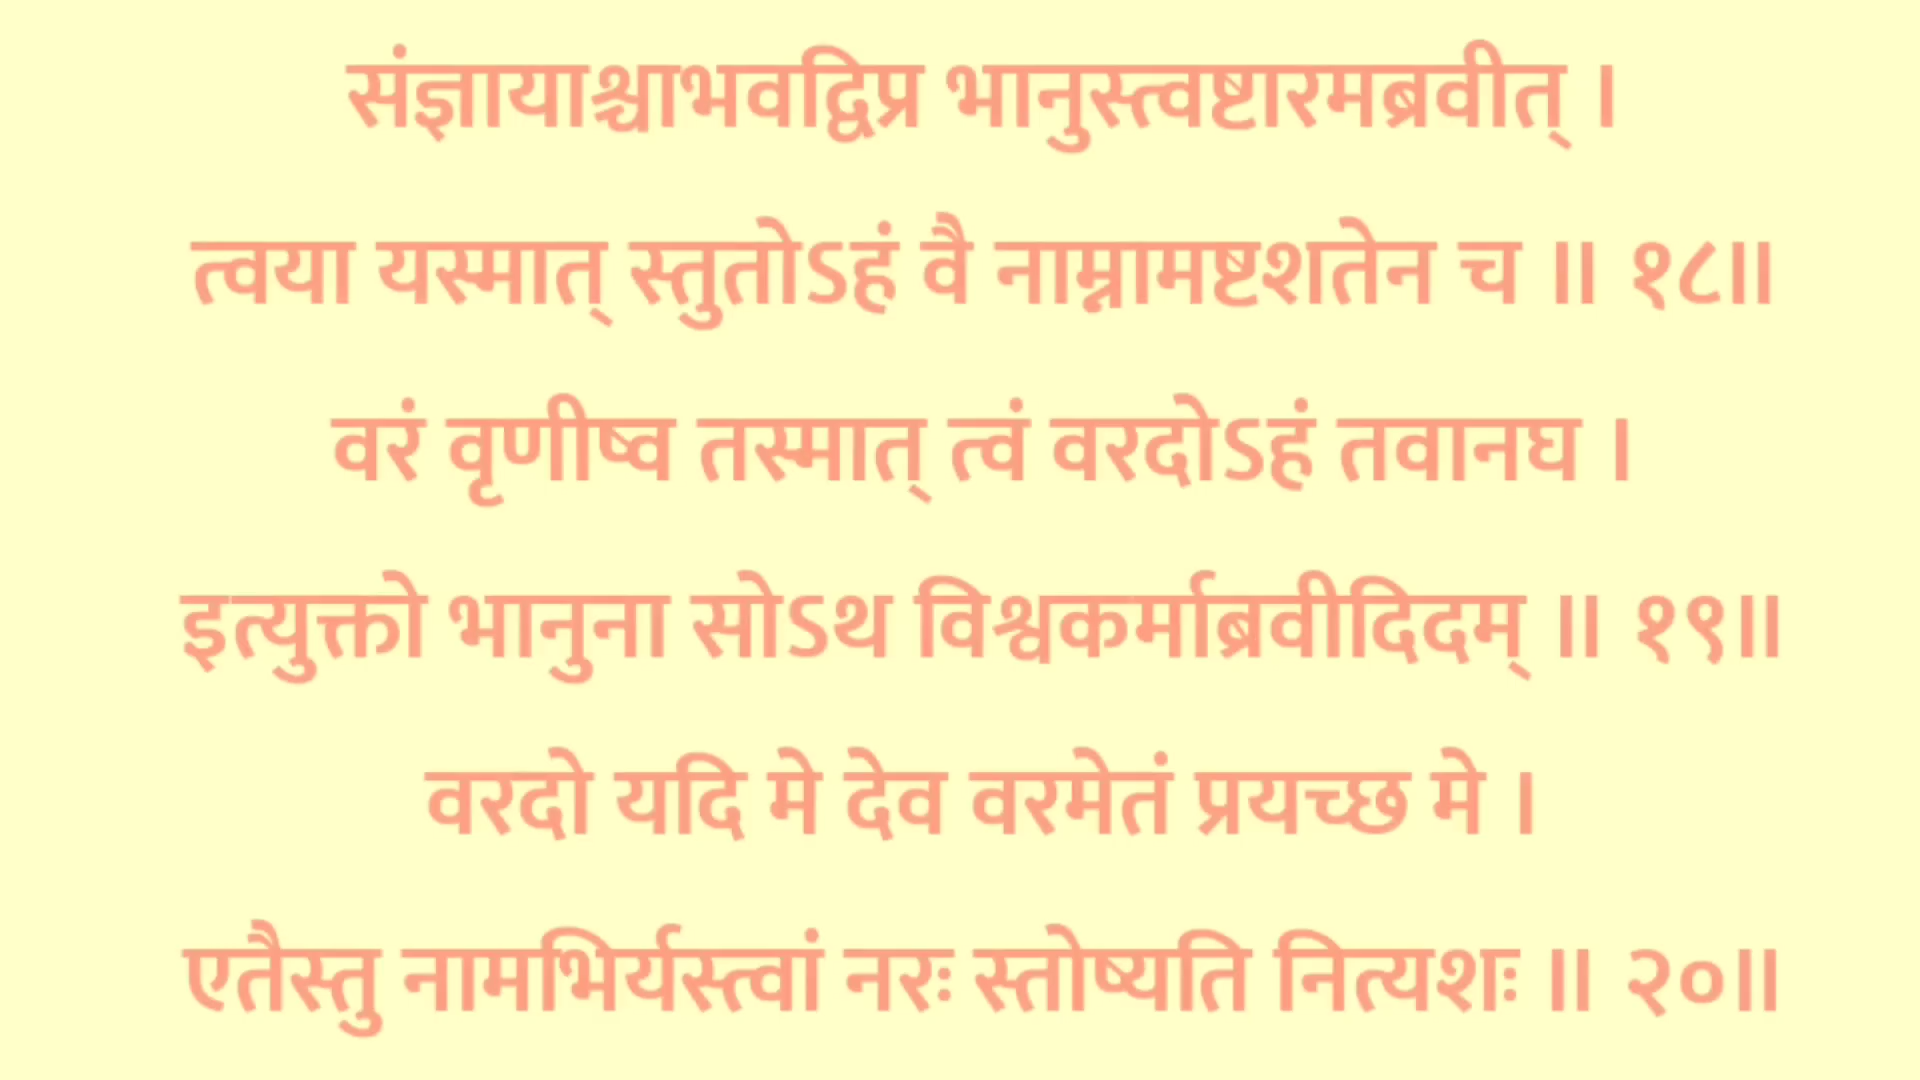 संज्ञायाश्चाभवद्विप्र भानुस्त्वष्टारमब्रवीत् ।
त्वया यस्मात् स्तुतोऽहं वै नाम्नामष्टशतेन च ॥ १८॥
वरं वृणीष्व तस्मात् त्वं वरदोऽहं तवानघ ।
इत्युक्तो भानुना सोऽथ विश्वकर्माब्रवीदिदम् ॥ १९॥
वरदो यदि मे देव वरमेतं प्रयच्छ मे ।
एतैस्तु नामभिर्यस्त्वां नरः स्तोष्यति नित्यशः ॥ २०॥